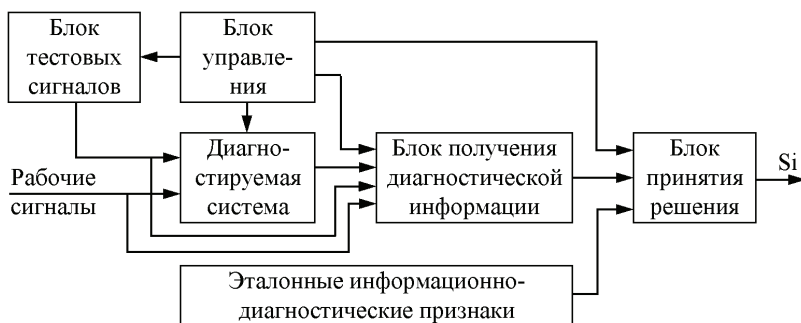 Блок
тестовых
сигналов
Блок
управле-
ния
Рабочие
сигналы
Диагно-
стируемая
система
Блок получения
диагностической
информации
Блок
принятия
решения
Si
Эталонные информационно-
диагностические признаки